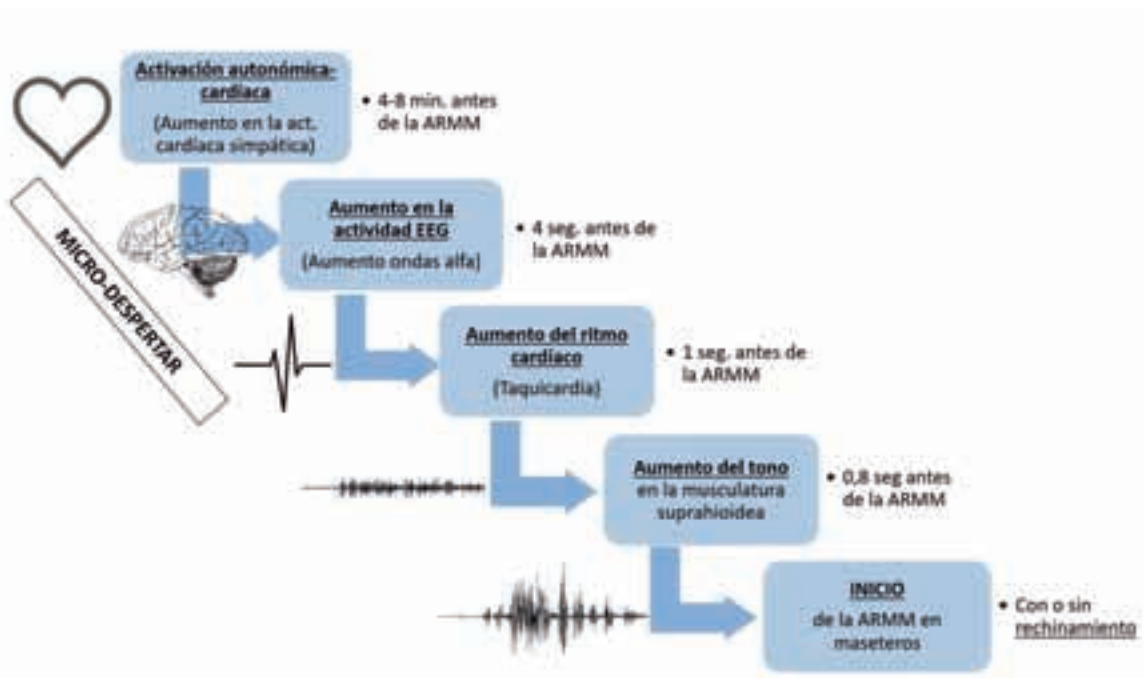 Activación autonómica-
cardíaca
(Aumento en la act.
cardíaca simpática)
• 4-8 min. antes
de la ARMM
MICRO-DESPERTAR
Aumento en la
actividad EEG
(Aumento ondas alfa)
• 4 seg. antes de
la ARMM
Aumento del ritmo
cardíaco
(Taquicardia)
• 1 seg. antes de
la ARMM
Aumento del tono
en la musculatura
suprahioidea
• 0,8 seg antes
de la ARMM
INICIO
de la ARMM en
maseteros
• Con o sin
rechinamiento